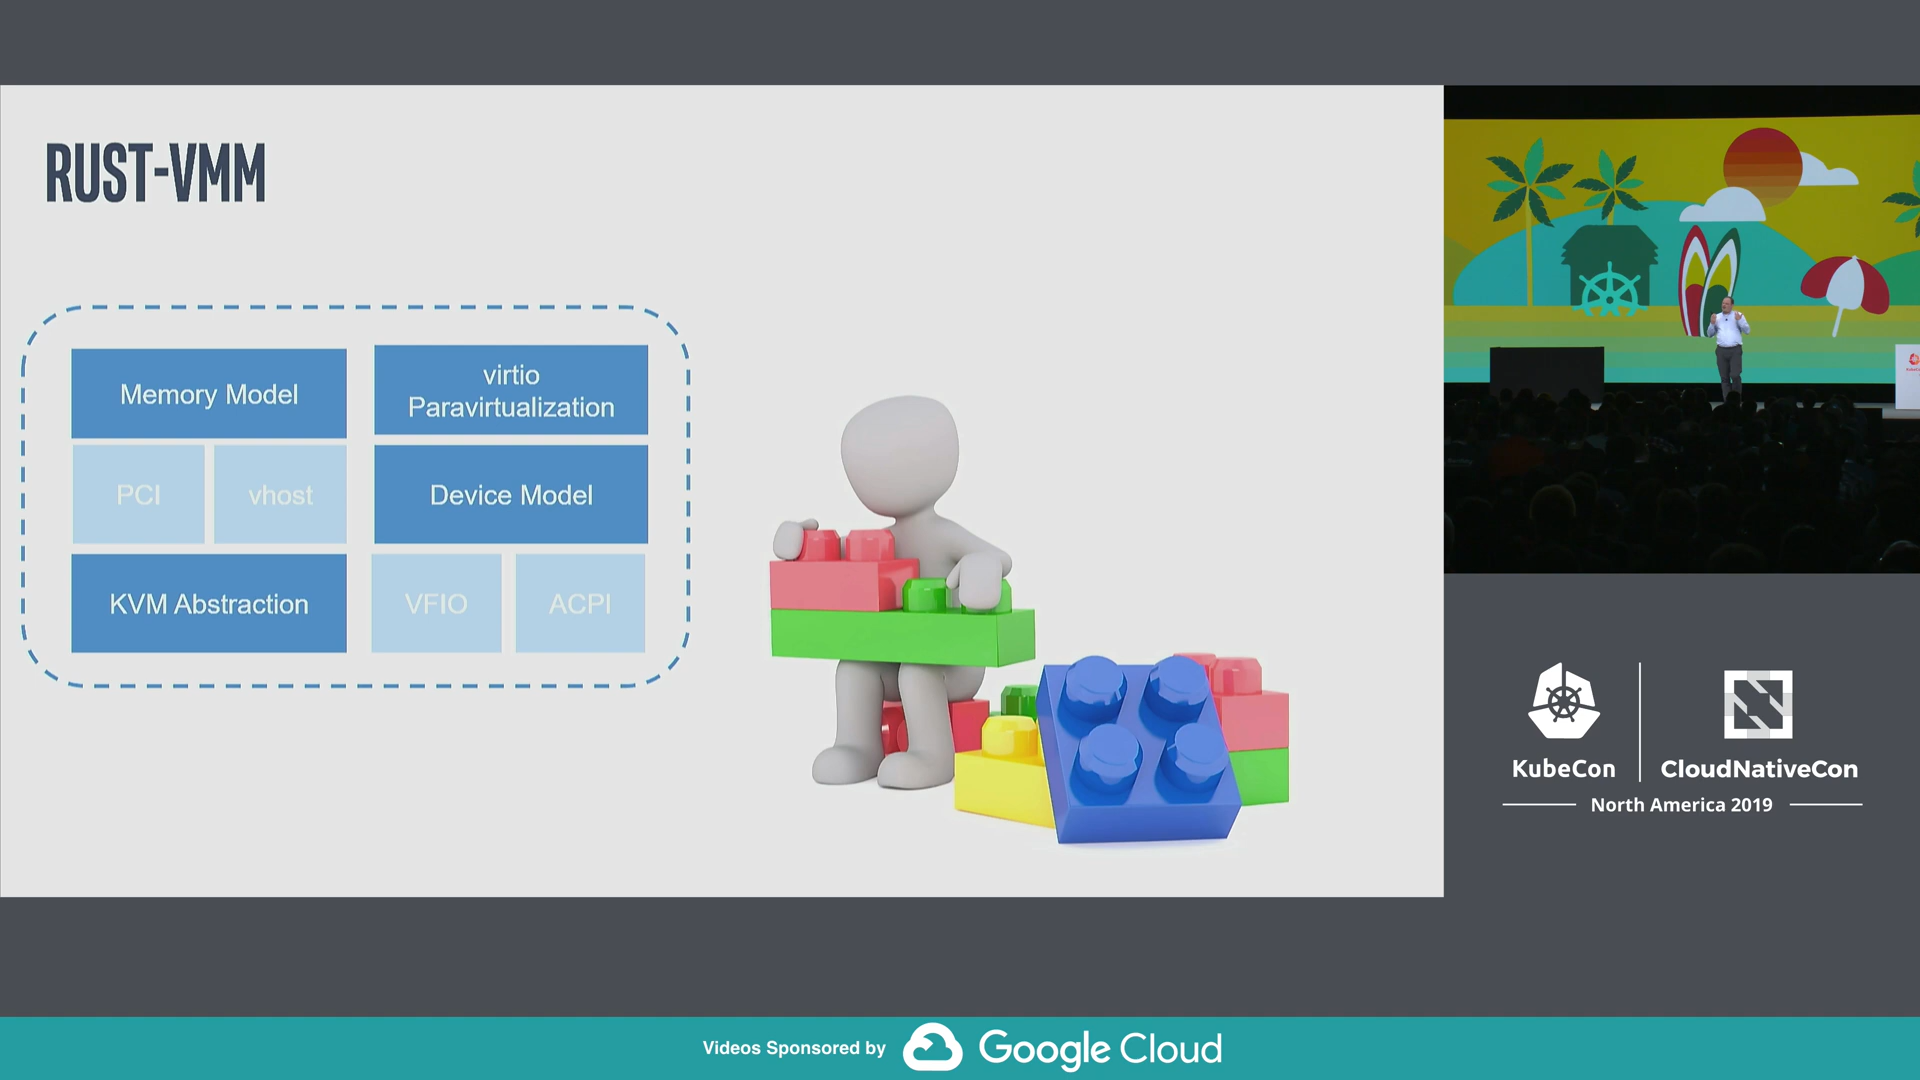 RUST-VMM
Memory Model
virtio
Paravirtualization
PCI
vhost
Device Model
KVM Abstraction
VFIO
ACPI
KubeCon
CloudNativeCon
North America 2019
Videos Sponsored by
Google Cloud